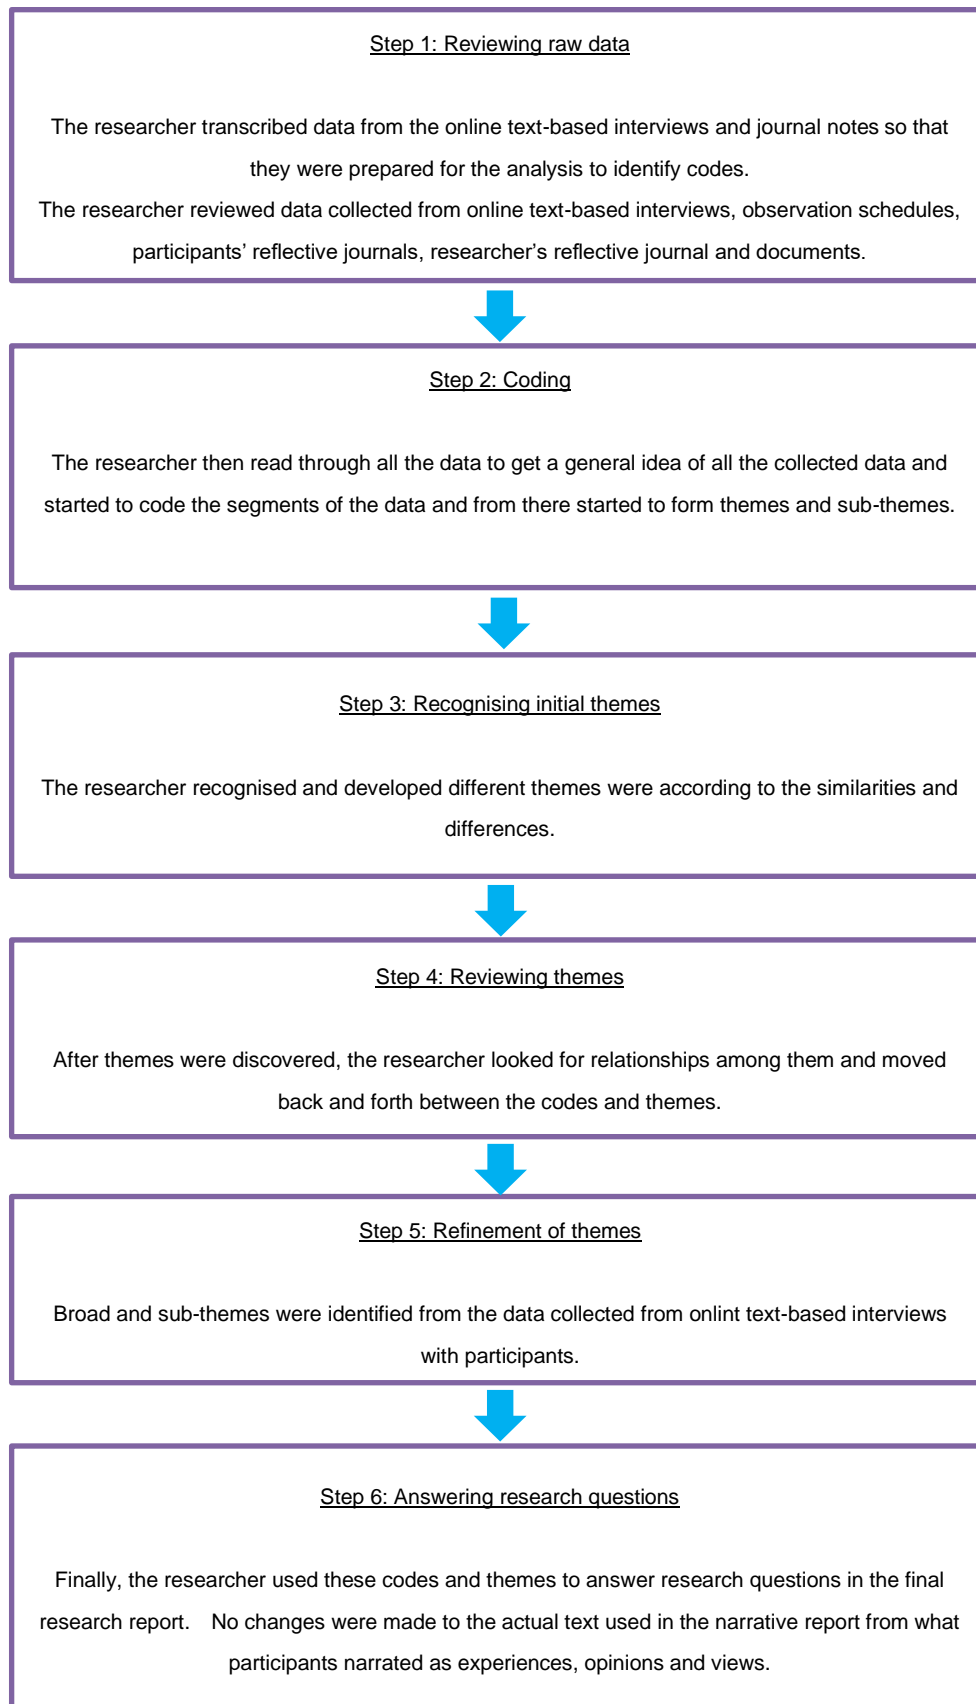 Step 1: Reviewing raw data
The researcher transcribed data from the online text-based interviews and journal notes so that
they were prepared for the analysis to identify codes.
The researcher reviewed data collected from online text-based interviews, observation schedules,
participants’ reflective journals, researcher’s reflective journal and documents.
Step 2: Coding
The researcher then read through all the data to get a general idea of all the collected data and
started to code the segments of the data and from there started to form themes and sub-themes.
Step 3: Recognising initial themes
The researcher recognised and developed different themes were according to the similarities and
differences.
Step 4: Reviewing themes
After themes were discovered, the researcher looked for relationships among them and moved
back and forth between the codes and themes.
Step 5: Refinement of themes
Broad and sub-themes were identified from the data collected from onlint text-based interviews
with participants.
Step 6: Answering research questions
Finally, the researcher used these codes and themes to answer research questions in the final
research report. No changes were made to the actual text used in the narrative report from what
participants narrated as experiences, opinions and views.